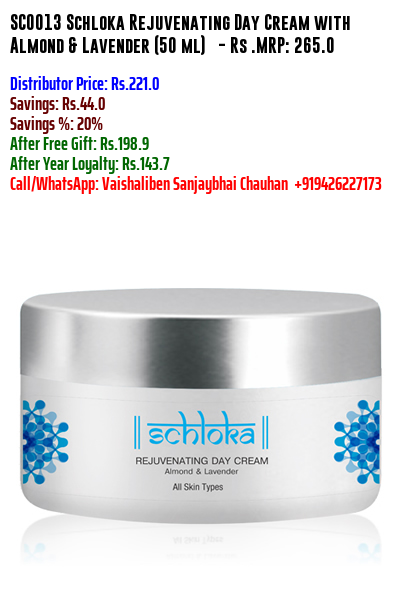 SCO013 Schloka Rejuvenating Day Cream with
Almond & Lavender (50 ml) - Rs .MRP: 265.0
Distributor Price: Rs.221.0
Savings: Rs.44.0
Savings %: 20%
After Free Gift: Rs.198.9
After Year Loyalty: Rs.143.7
Call/WhatsApp: Vaishaliben Sanjaybhai Chauhan +919426227173
schloka
REJUVENATING DAY CREAM
Almond & Lavender
All Skin Types